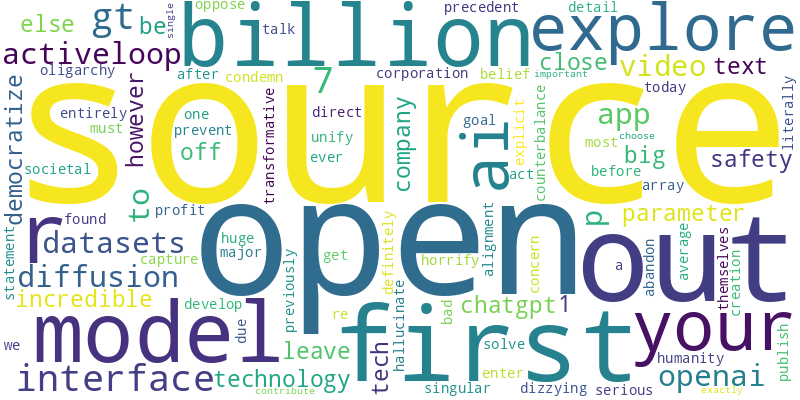 else gt be billion oppose talk single precedent detail explore
activeloop oligarchy after condemn corporation belief close video text important
source
democratize entirely must however societal one prevent off transformative 7 direct unify ever company goal ai explicit counterbalance app big most choose before today array safety literally
open
r to datasets found profit huge major get definitely horrify alignment act p parameter out a abandon average themselves creation
statement diffusion capture previously concern
incredible develop due re hallucinate bad chatgpt 1 your
we model leave first solve humanity publish
interface technology contribute tech singular enter dizzying serious openai exactly